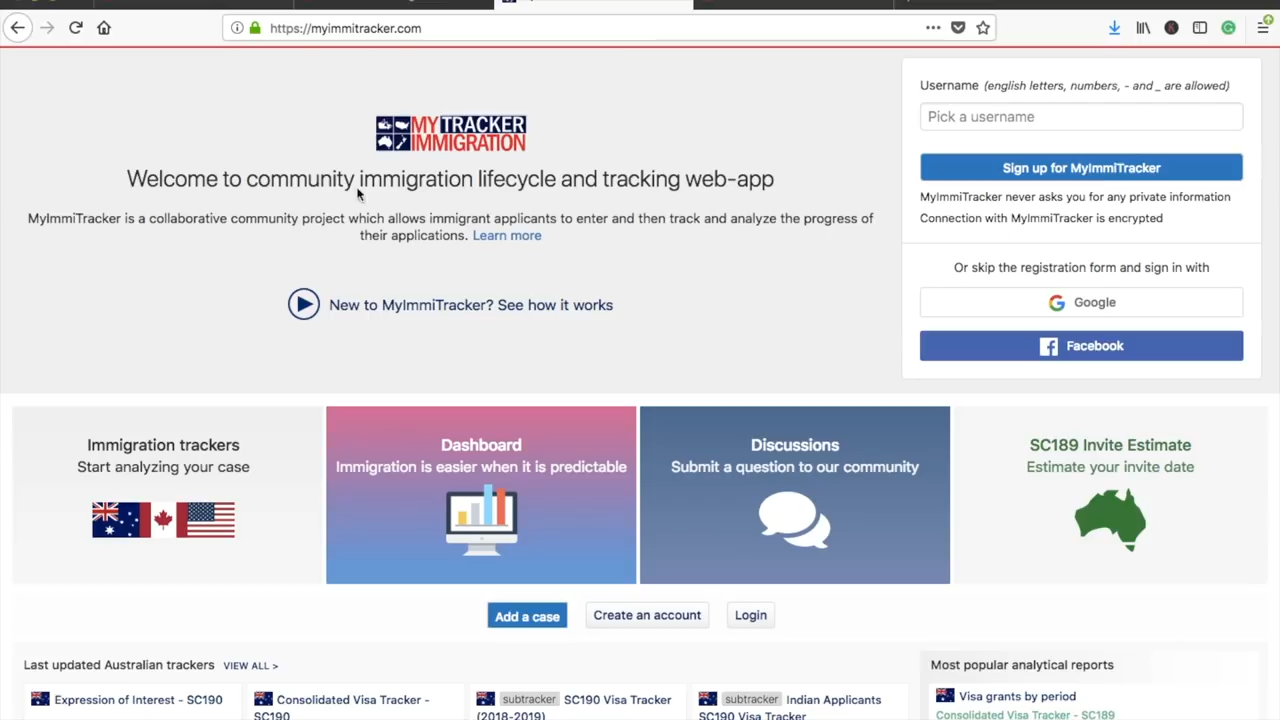 https://myimmitracker.com
MYTRACKER
IMMIGRATION
Welcome to community immigration lifecycle and tracking web-app
MyImmiTracker is a collaborative community project which allows immigrant applicants to enter and then track and analyze the progress of
their applications. Learn more
New to MyImmiTracker? See how it works
Username (english letters, numbers, - and _ are allowed)
Pick a username
Sign up for MyImmiTracker
MyImmiTracker never asks you for any private information
Connection with MyImmiTracker is encrypted
Or skip the registration form and sign in with
Google
Facebook
Immigration trackers
Start analyzing your case
Dashboard
Immigration is easier when it is predictable
Discussions
Submit a question to our community
SC189 Invite Estimate
Estimate your invite date
Add a case
Create an account
Login
Last updated Australian trackers VIEW ALL >
Expression of Interest - SC190
Consolidated Visa Tracker -
SC190
subtracker SC190 Visa Tracker
(2018-2019)
subtracker Indian Applicants
SC190 Visa Tracker
Most popular analytical reports
Visa grants by period
Consolidated Visa Tracker - SC189